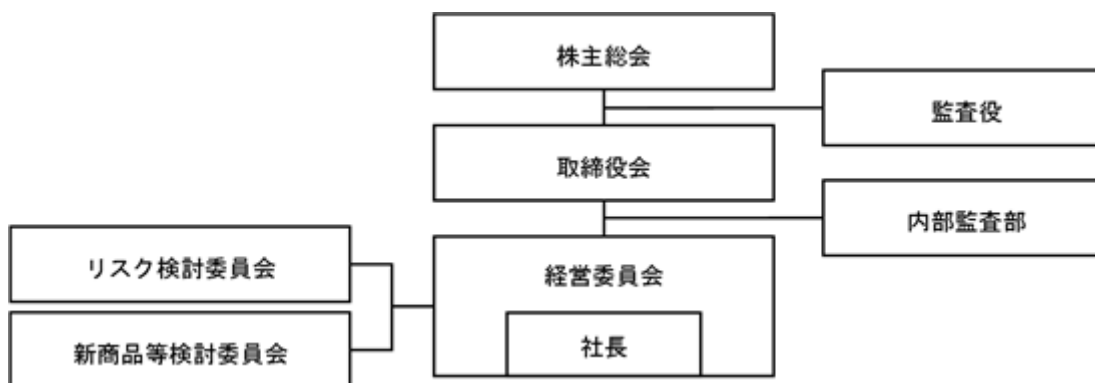 株主総会
監査役
取締役会
内部監査部
リスク検討委員会
経営委員会
新商品等検討委員会
社長